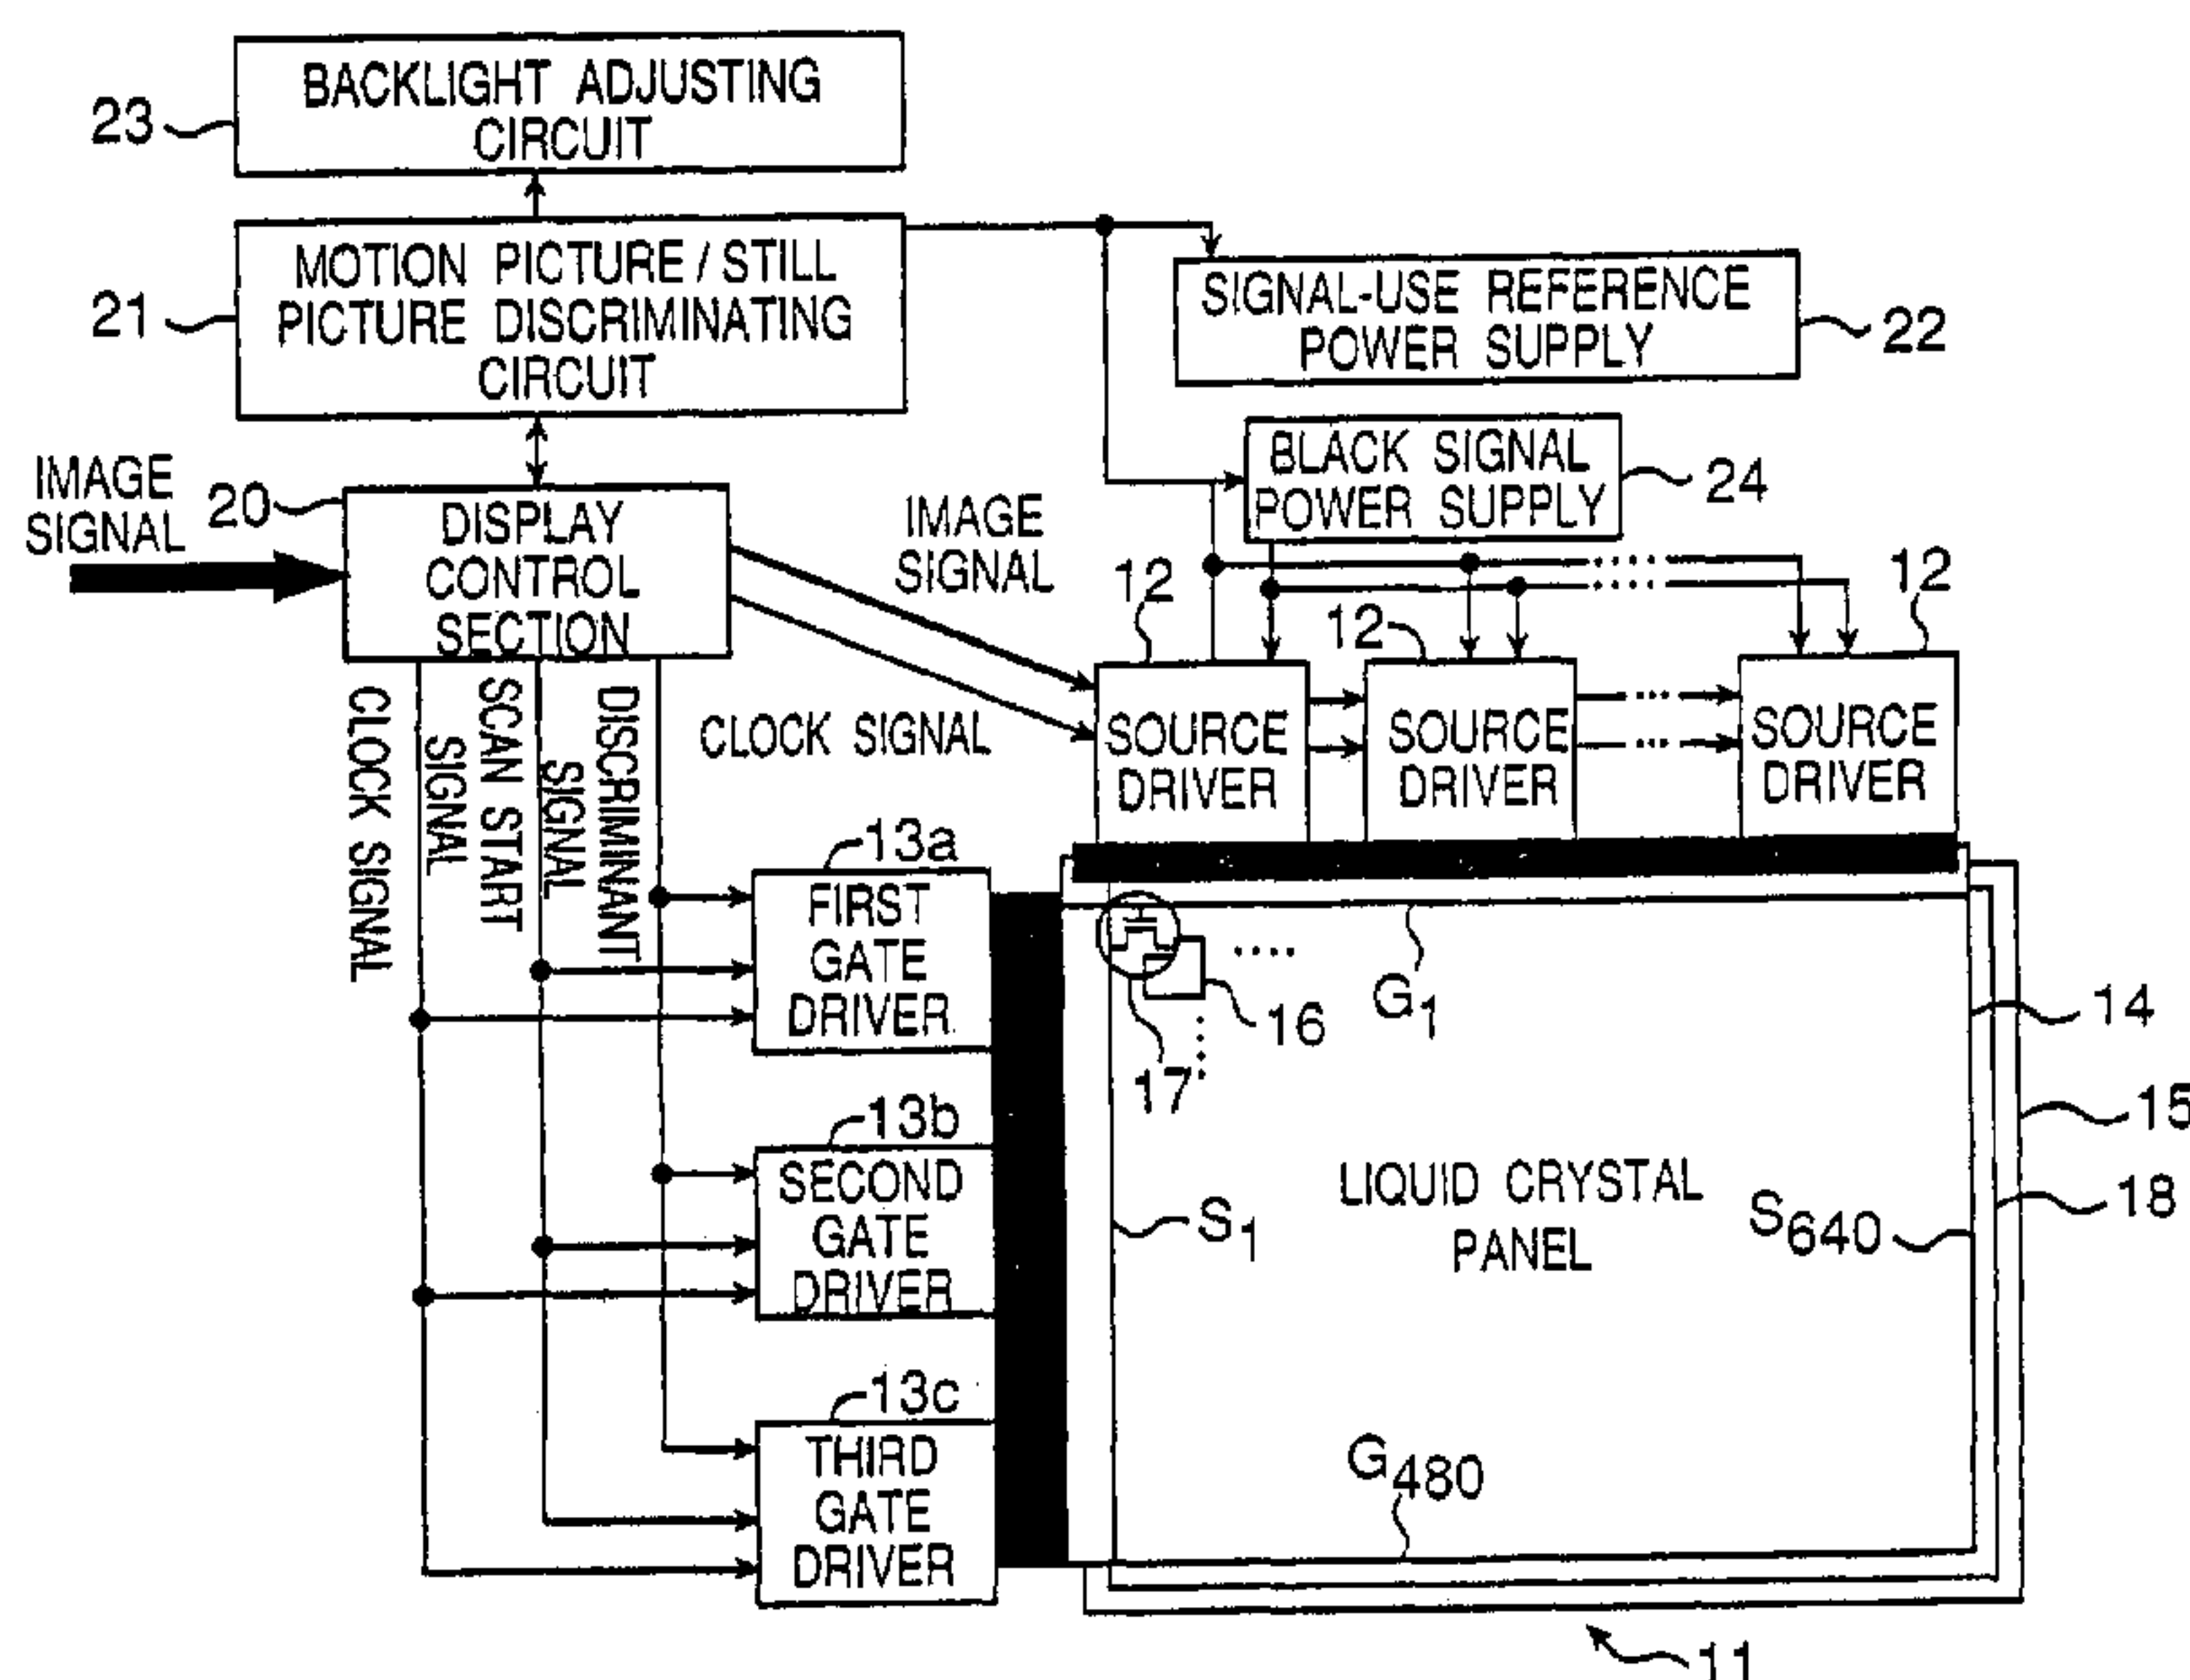 BACKLIGHT ADJUSTING
CIRCUIT
23
MOTION PICTURE / STILL
PICTURE DISCRIMINATING
CIRCUIT
21
SIGNAL-USE REFERENCE
POWER SUPPLY
22
BLACK SIGNAL
POWER SUPPLY
24
IMAGE
SIGNAL
20
DISPLAY
CONTROL
SECTION
IMAGE
SIGNAL
CLOCK SIGNAL
12
12
12
SOURCE
DRIVER
SOURCE
DRIVER
SOURCE
DRIVER
CLOCK SIGNAL
SCAN START
SIGNAL
DISCRIMINANT
SIGNAL
13a
FIRST
GATE
DRIVER
13b
SECOND
GATE
DRIVER
13c
THIRD
GATE
DRIVER
16
17
G1
14
15
18
S1
LIQUID CRYSTAL
PANEL
S640
G480
11